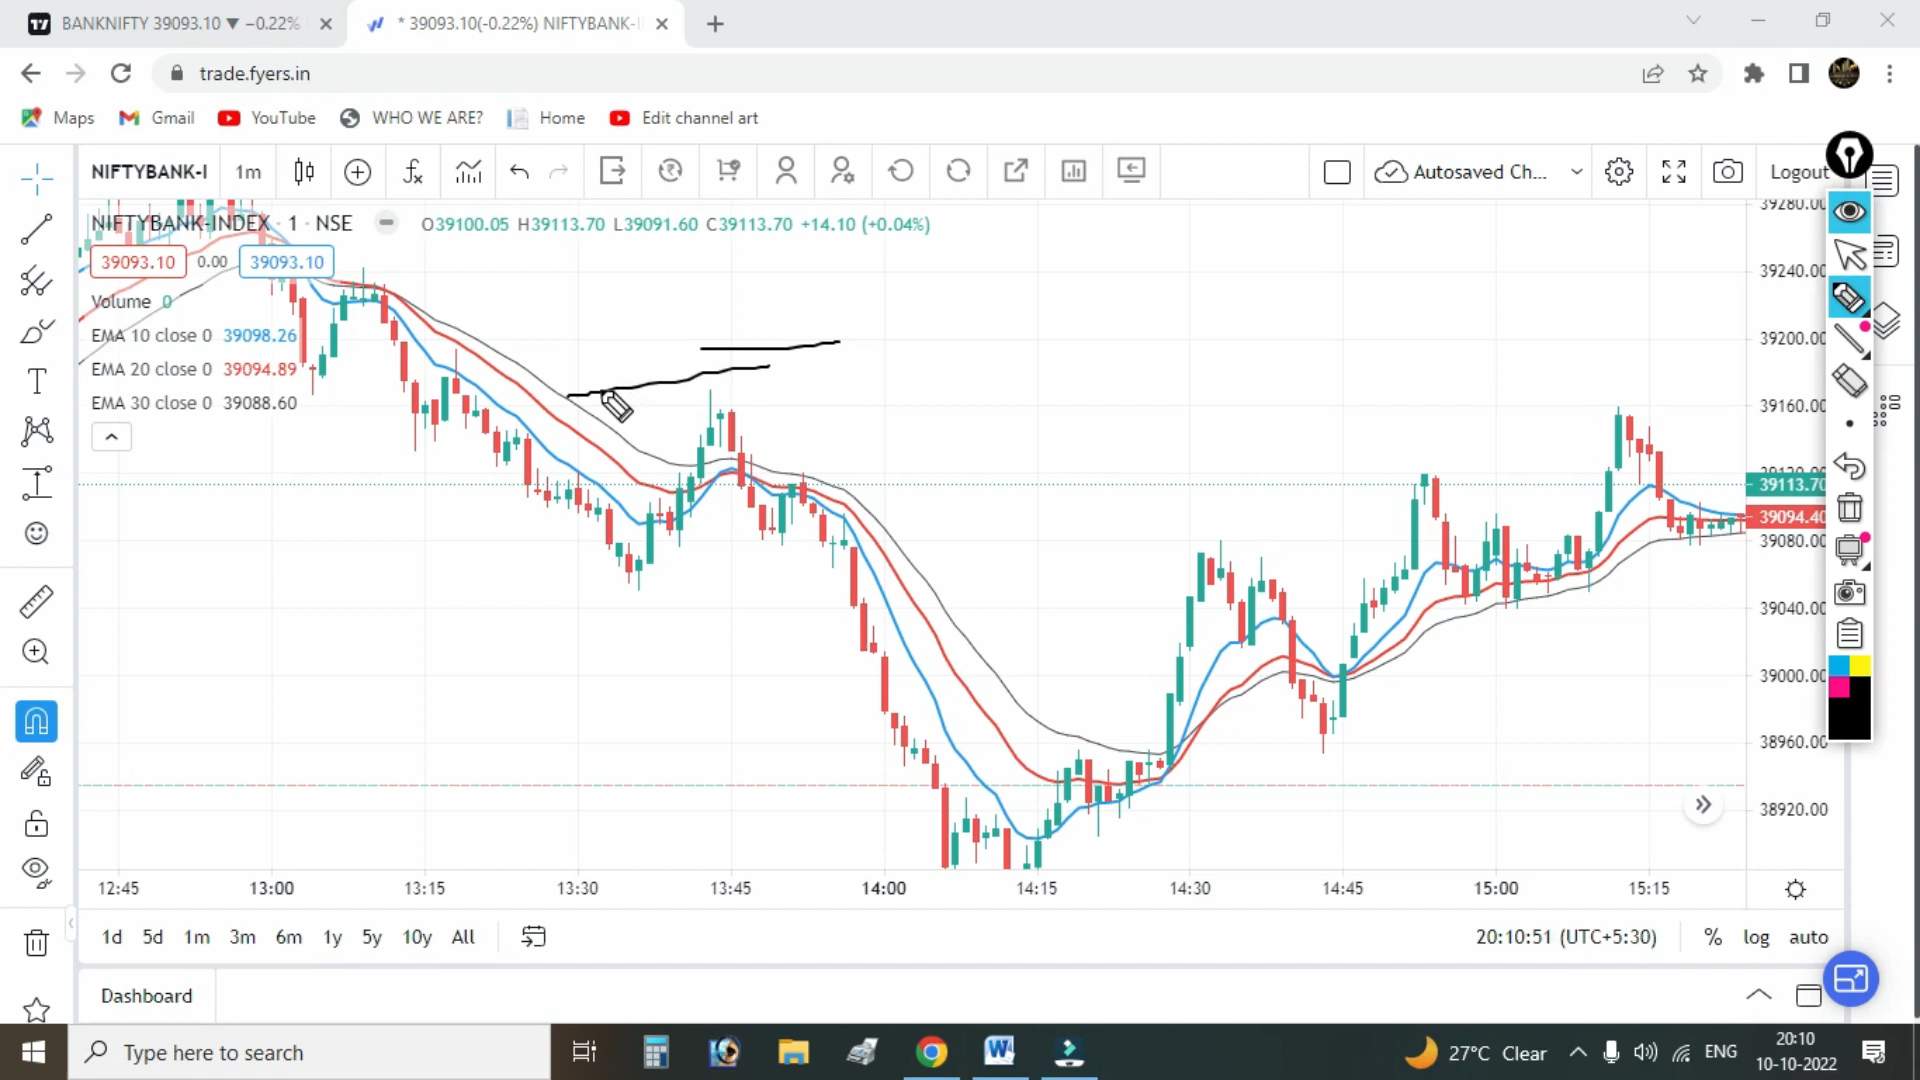 BANKNIFTY 39093.10 ▼ −0.22%
* 39093.10(-0.22%) NIFTYBANK-I
trade.fyers.in
Maps Gmail YouTube WHO WE ARE? Home Edit channel art
NIFTYBANK-I 1m Autosaved Ch... Logout
NIFTYBANK-INDEX · 1 · NSE O39100.05 H39113.70 L39091.60 C39113.70 +14.10 (+0.04%)
39093.10 0.00 39093.10
Volume 0
EMA 10 close 0 39098.26
EMA 20 close 0 39094.89
EMA 30 close 0 39088.60
39280.00
39240.00
39200.00
39160.00
39120.00
39113.70
39094.40
39080.00
39040.00
39000.00
38960.00
38920.00
12:45 13:00 13:15 13:30 13:45 14:00 14:15 14:30 14:45 15:00 15:15
1d 5d 1m 3m 6m 1y 5y 10y All 20:10:51 (UTC+5:30) % log auto
Dashboard
Type here to search
27°C Clear ENG
20:10
10-10-2022